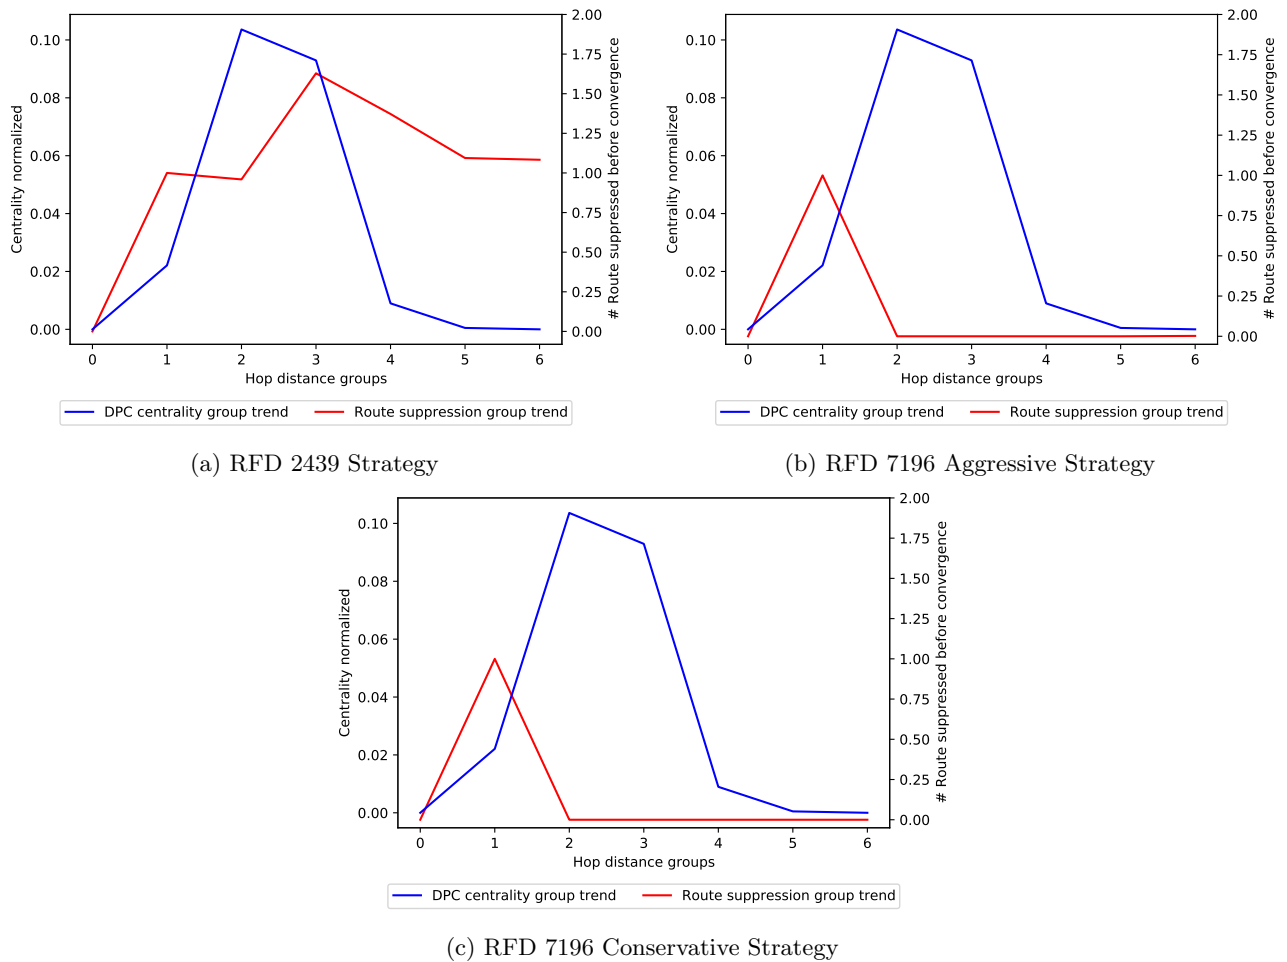 0.10
0.08
0.06
0.04
0.02
0.00
Centrality normalized
2.00
1.75
1.50
1.25
1.00
0.75
0.50
0.25
0.00
# Route suppressed before convergence
0 1 2 3 4 5 6
Hop distance groups
DPC centrality group trend Route suppression group trend
(a) RFD 2439 Strategy
0.10
0.08
0.06
0.04
0.02
0.00
Centrality normalized
2.00
1.75
1.50
1.25
1.00
0.75
0.50
0.25
0.00
# Route suppressed before convergence
0 1 2 3 4 5 6
Hop distance groups
DPC centrality group trend Route suppression group trend
(b) RFD 7196 Aggressive Strategy
0.10
0.08
0.06
0.04
0.02
0.00
Centrality normalized
2.00
1.75
1.50
1.25
1.00
0.75
0.50
0.25
0.00
# Route suppressed before convergence
0 1 2 3 4 5 6
Hop distance groups
DPC centrality group trend Route suppression group trend
(c) RFD 7196 Conservative Strategy